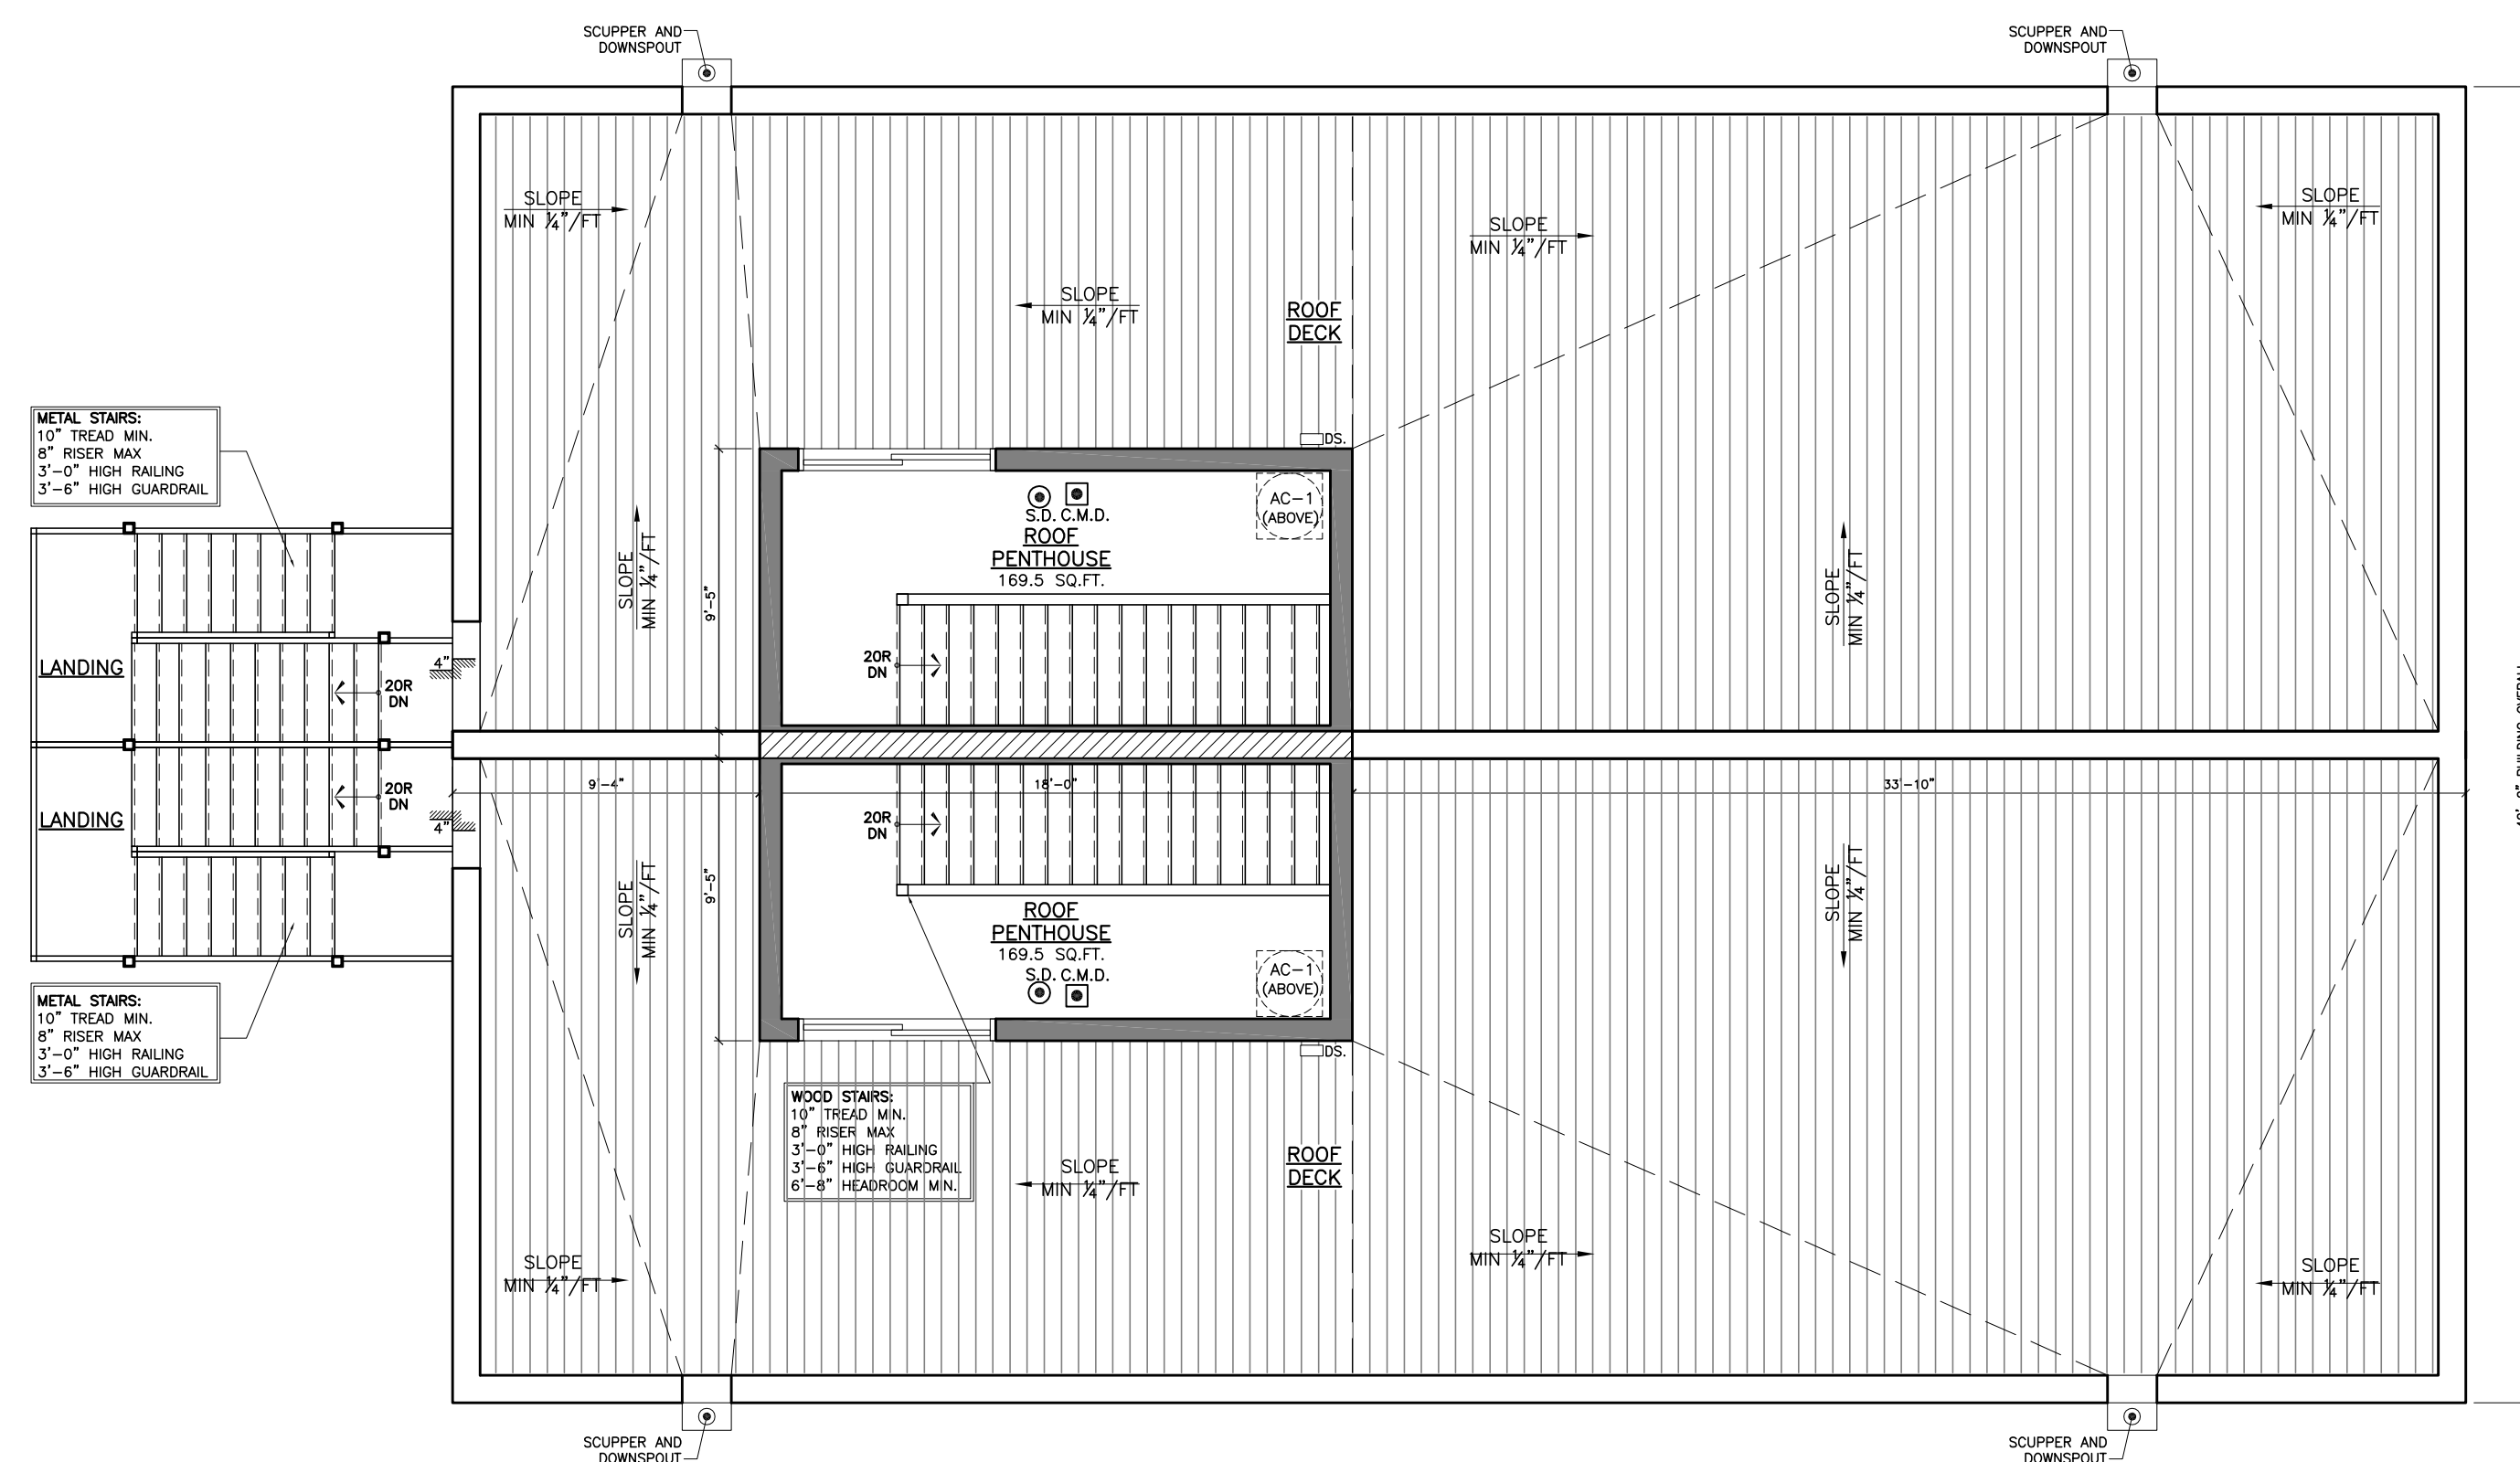 SCUPPER AND
DOWNSPOUT
SCUPPER AND
DOWNSPOUT
SLOPE
MIN ¼"/FT
SLOPE
MIN ¼"/FT
SLOPE
MIN ¼"/FT
SLOPE
MIN ¼"/FT
ROOF
DECK
METAL STAIRS:
10" TREAD MIN.
8" RISER MAX
3'-0" HIGH RAILING
3'-6" HIGH GUARDRAIL
DS.
AC-1
(ABOVE)
S.D. C.M.D.
ROOF
PENTHOUSE
169.5 SQ.FT.
SLOPE
MIN ¼"/FT
9'-5"
SLOPE
MIN ¼"/FT
LANDING
4"
20R
DN
20R
DN
9'-4"
18'-0"
33'-10"
LANDING
4"
20R
DN
20R
DN
SLOPE
MIN ¼"/FT
9'-5"
SLOPE
MIN ¼"/FT
ROOF
PENTHOUSE
169.5 SQ.FT.
S.D. C.M.D.
AC-1
(ABOVE)
DS.
METAL STAIRS:
10" TREAD MIN.
8" RISER MAX
3'-0" HIGH RAILING
3'-6" HIGH GUARDRAIL
WOOD STAIRS:
10" TREAD MIN.
8" RISER MAX
3'-0" HIGH RAILING
3'-6" HIGH GUARDRAIL
6'-8" HEADROOM MIN.
SLOPE
MIN ¼"/FT
ROOF
DECK
SLOPE
MIN ¼"/FT
SLOPE
MIN ¼"/FT
SLOPE
MIN ¼"/FT
SCUPPER AND
DOWNSPOUT
SCUPPER AND
DOWNSPOUT